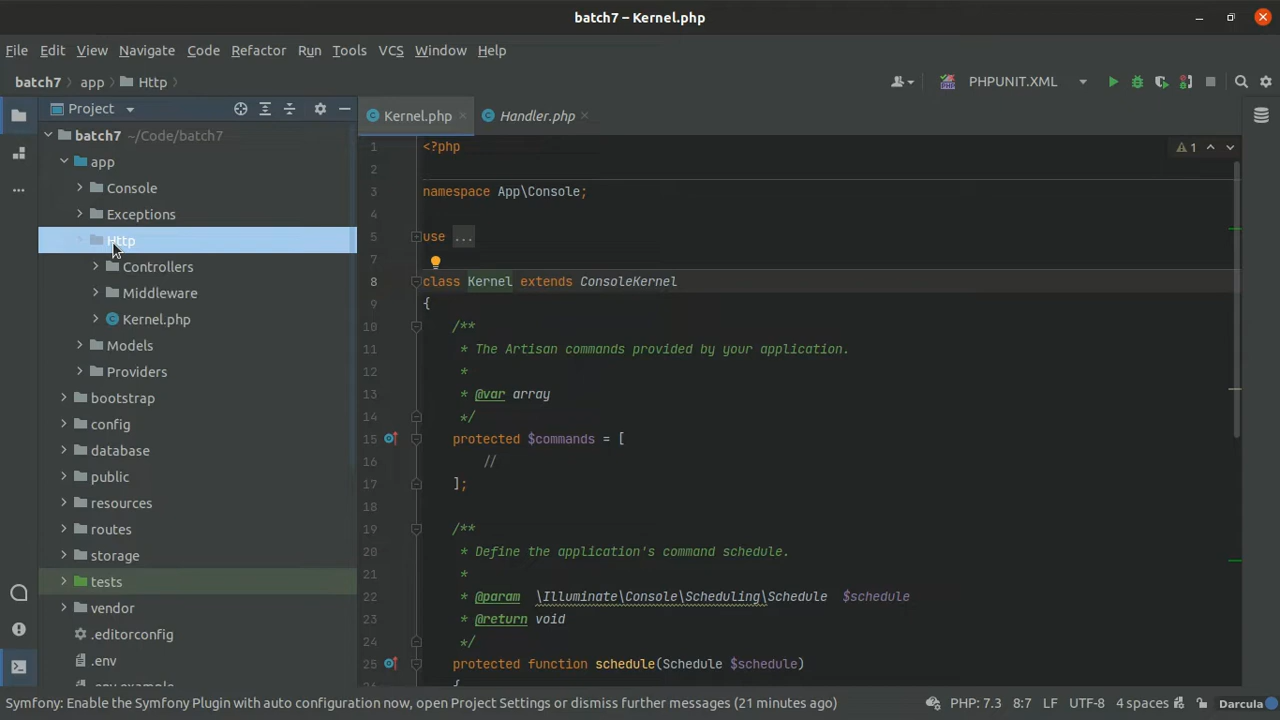 batch7 – Kernel.php
File Edit View Navigate Code Refactor Run Tools VCS Window Help
batch7 app Http
PHPUNIT.XML
Project
batch7 ~/Code/batch7
app
Console
Exceptions
Http
Controllers
Middleware
Kernel.php
Models
Providers
bootstrap
config
database
public
resources
routes
storage
tests
vendor
.editorconfig
.env
.env.example
Kernel.php
Handler.php
1
1 <?php
2
3 namespace App\Console;
4
5 use ...
7
8 class Kernel extends ConsoleKernel
9 {
10 /**
11 * The Artisan commands provided by your application.
12 *
13 * @var array
14 */
15 protected $commands = [
16 //
17 ];
18
19 /**
20 * Define the application's command schedule.
21 *
22 * @param \Illuminate\Console\Scheduling\Schedule $schedule
23 * @return void
24 */
25 protected function schedule(Schedule $schedule)
{
Symfony: Enable the Symfony Plugin with auto configuration now, open Project Settings or dismiss further messages (21 minutes ago)
PHP: 7.3 8:7 LF UTF-8 4 spaces Darcula